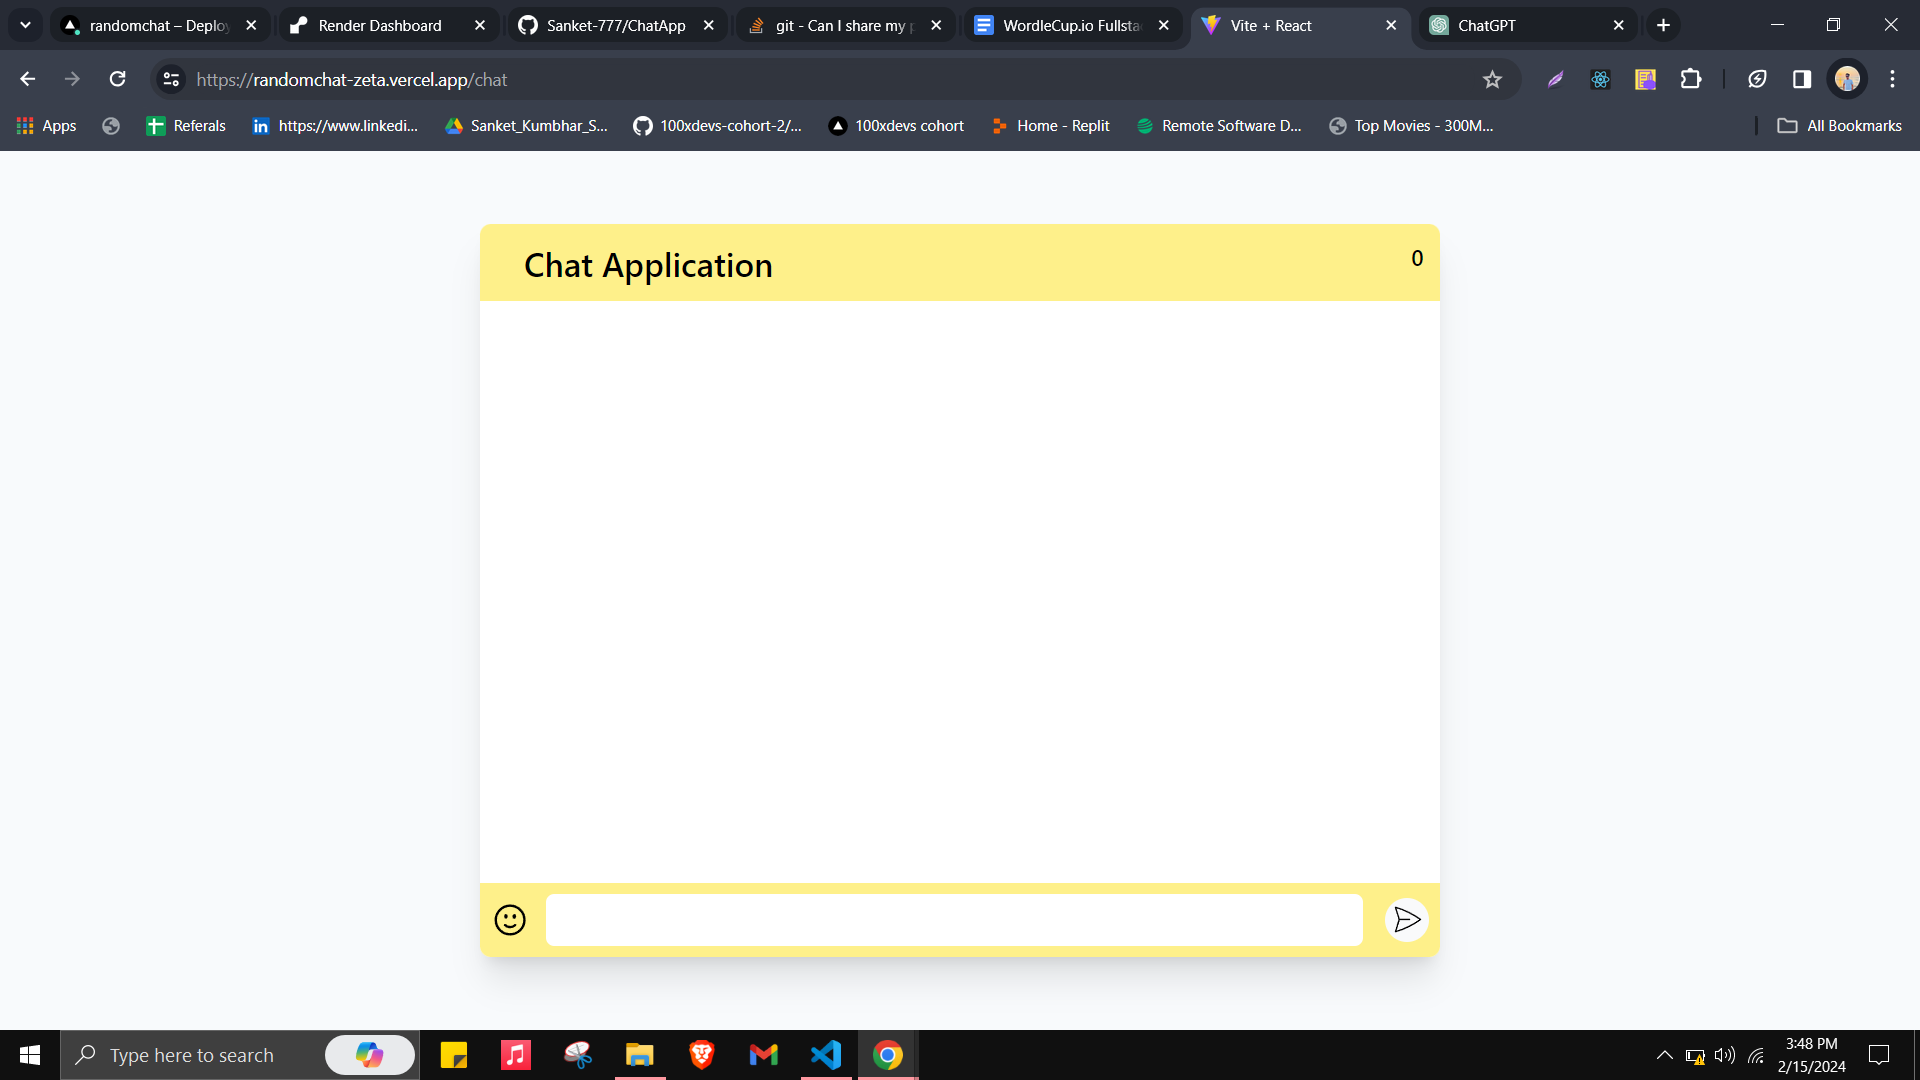 randomchat – Deploy
Render Dashboard
Sanket-777/ChatApp
git - Can I share my p
WordleCup.io Fullsta
Vite + React
ChatGPT
https://randomchat-zeta.vercel.app/chat
Apps
Referals
https://www.linkedi...
Sanket_Kumbhar_S...
100xdevs-cohort-2/...
100xdevs cohort
Home - Replit
Remote Software D...
Top Movies - 300M...
All Bookmarks
Chat Application
0
Type here to search
3:48 PM
2/15/2024